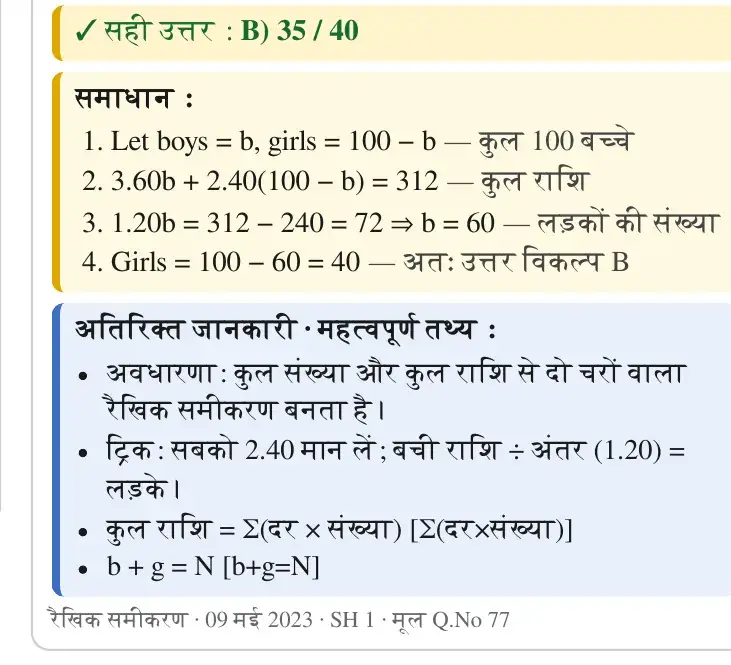 ✓ सही उत्तर : B) 35 / 40
समाधान :
1. Let boys = b, girls = 100 − b — कुल 100 बच्चे
2. 3.60b + 2.40(100 − b) = 312 — कुल राशि
3. 1.20b = 312 − 240 = 72 ⇒ b = 60 — लड़कों की संख्या
4. Girls = 100 − 60 = 40 — अतः उत्तर विकल्प B
अतिरिक्त जानकारी · महत्वपूर्ण तथ्य :
• अवधारणा : कुल संख्या और कुल राशि से दो चरों वाला
रैखिक समीकरण बनता है।
• ट्रिक : सबको 2.40 मान लें ; बची राशि ÷ अंतर (1.20) =
लड़के।
• कुल राशि = Σ(दर × संख्या) [Σ(दर×संख्या)]
• b + g = N [b+g=N]
रैखिक समीकरण · 09 मई 2023 · SH 1 · मूल Q.No 77